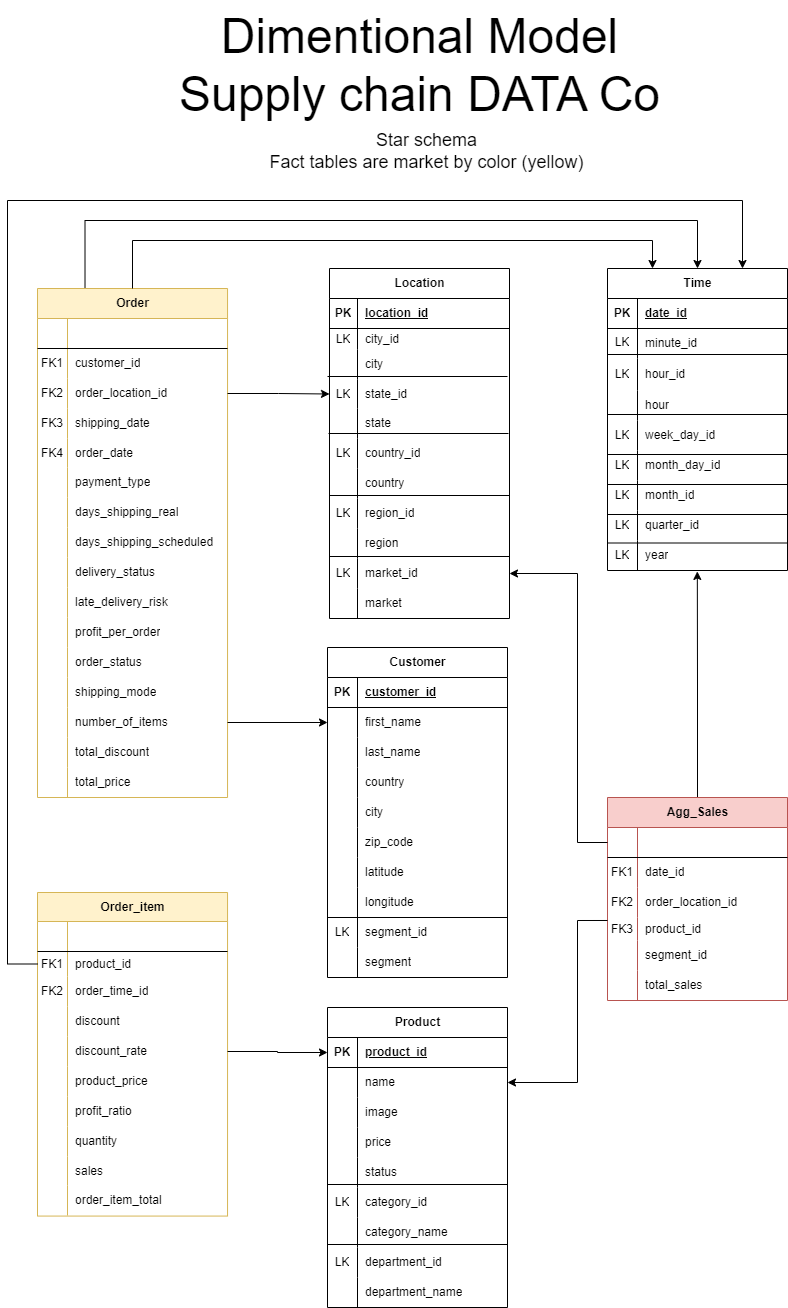 Dimentional Model
Supply chain DATA Co
Star schema
Fact tables are market by color (yellow)
Order
FK1 customer_id
FK2 order_location_id
FK3 shipping_date
FK4 order_date
payment_type
days_shipping_real
days_shipping_scheduled
delivery_status
late_delivery_risk
profit_per_order
order_status
shipping_mode
number_of_items
total_discount
total_price
Location
PK location_id
LK city_id
city
LK state_id
state
LK country_id
country
LK region_id
region
LK market_id
market
Time
PK date_id
LK minute_id
LK hour_id
hour
LK week_day_id
LK month_day_id
LK month_id
LK quarter_id
LK year
Customer
PK customer_id
first_name
last_name
country
city
zip_code
latitude
longitude
LK segment_id
segment
Agg_Sales
FK1 date_id
FK2 order_location_id
FK3 product_id
segment_id
total_sales
Order_item
FK1 product_id
FK2 order_time_id
discount
discount_rate
product_price
profit_ratio
quantity
sales
order_item_total
Product
PK product_id
name
image
price
status
LK category_id
category_name
LK department_id
department_name